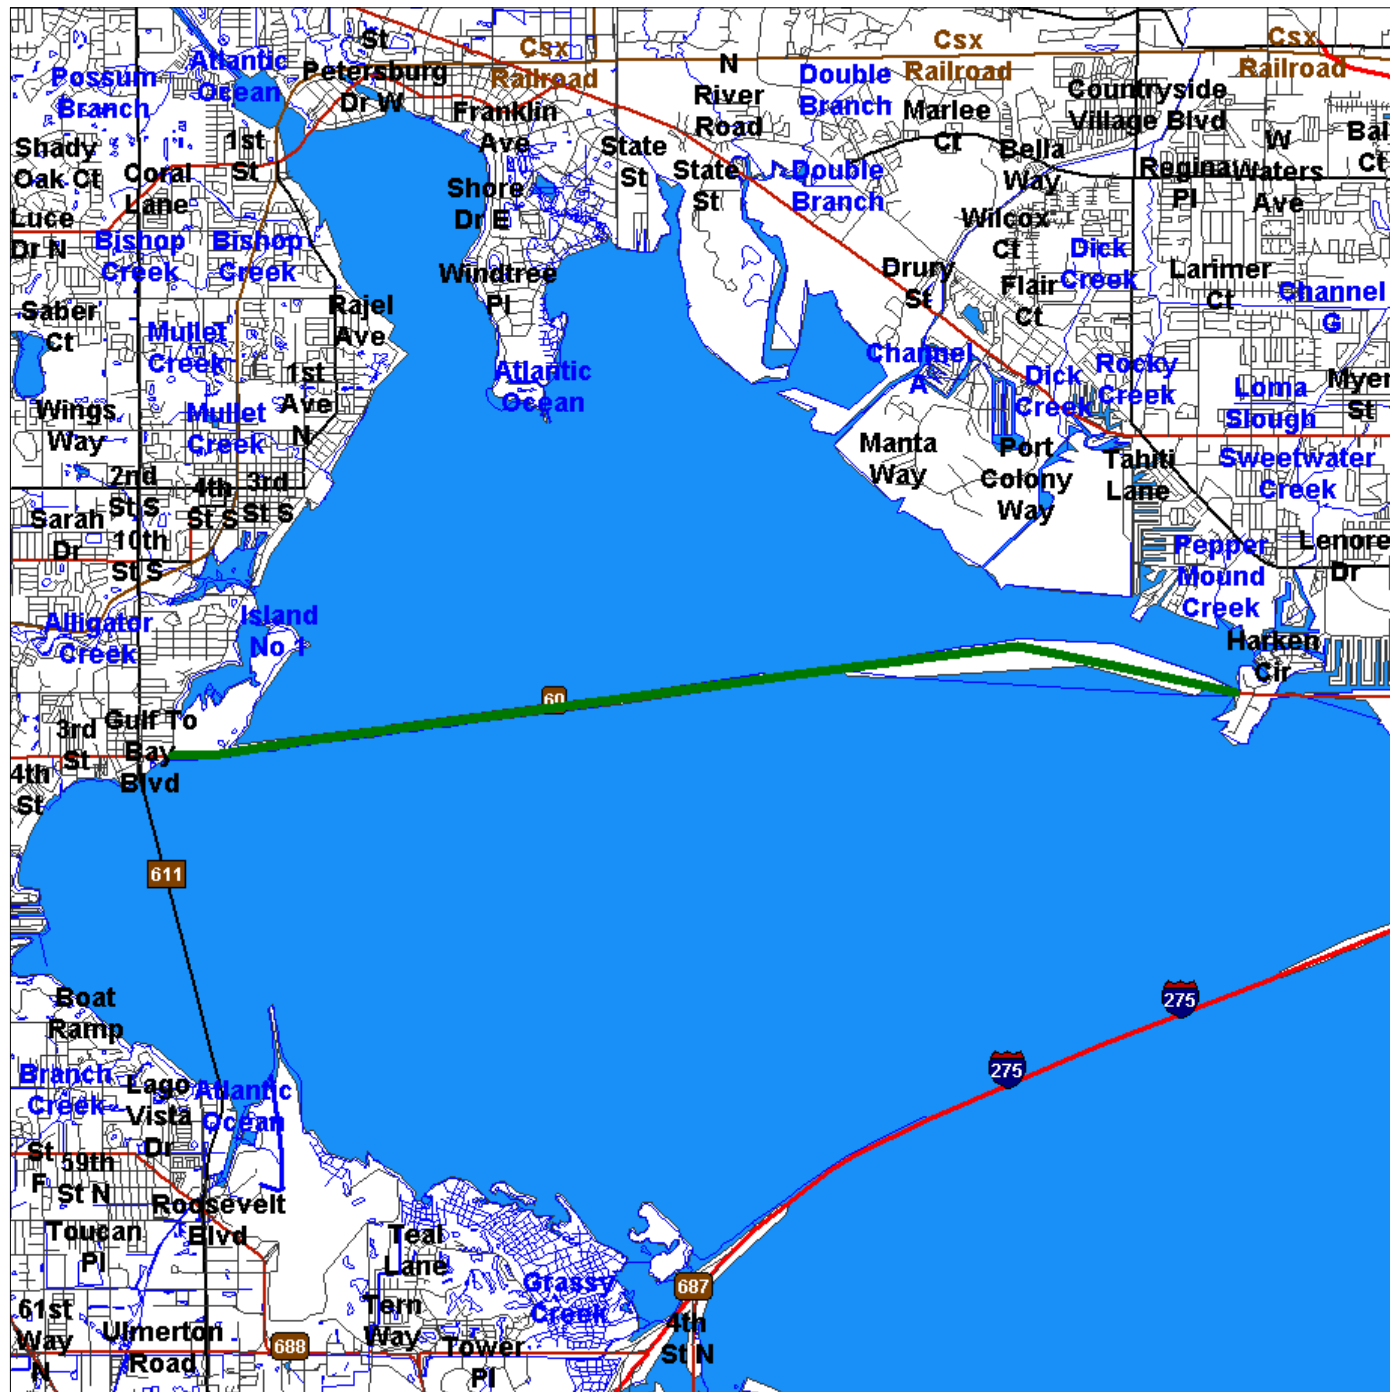 St
Petersburg
Dr W
Csx
Railroad
Csx
Railroad
Csx
Railroad
Possum
Branch
Atlantic
Ocean
Franklin
Ave
N
River
Road
Double
Branch
Marlee
Ct
Countryside
Village Blvd
Shady
Oak Ct
1st
St
State
St
State
St
Double
Branch
Bella
Way
W
Waters
Ave
Regina
Pl
Coral
Lane
Luce
Dr N
Shore
Dr E
Wilcox
Ct
Bishop
Creek
Bishop
Creek
Dick
Creek
Windtree
Pl
Drury
St
Flair
Ct
Larimer
Ct
Channel
G
Saber
Ct
Rajel
Ave
Mullet
Creek
Channel
A
Atlantic
Ocean
Dick
Creek
Rocky
Creek
Loma
Slough
St
1st
Ave
N
Wings
Way
Mullet
Creek
Manta
Way
Port
Colony
Way
Tahiti
Lane
Sweetwater
Creek
2nd
St S
4th
St S
3rd
St S
Sarah
Dr
10th
St S
Pepper
Mound
Creek
Lenore
Dr
Alligator
Creek
Island
No 1
Harken
Cir
60
3rd
St
Gulf To
Bay
Blvd
4th
St
611
Boat
Ramp
275
275
Branch
Creek
Lago
Vista
Dr
Atlantic
Ocean
St
F
59th
St N
Roosevelt
Blvd
Toucan
Pl
Teal
Lane
Grassy
Creek
687
61st
Way
N
Ulmerton
Road
688
Tern
Way
Tower
Pl
4th
St N